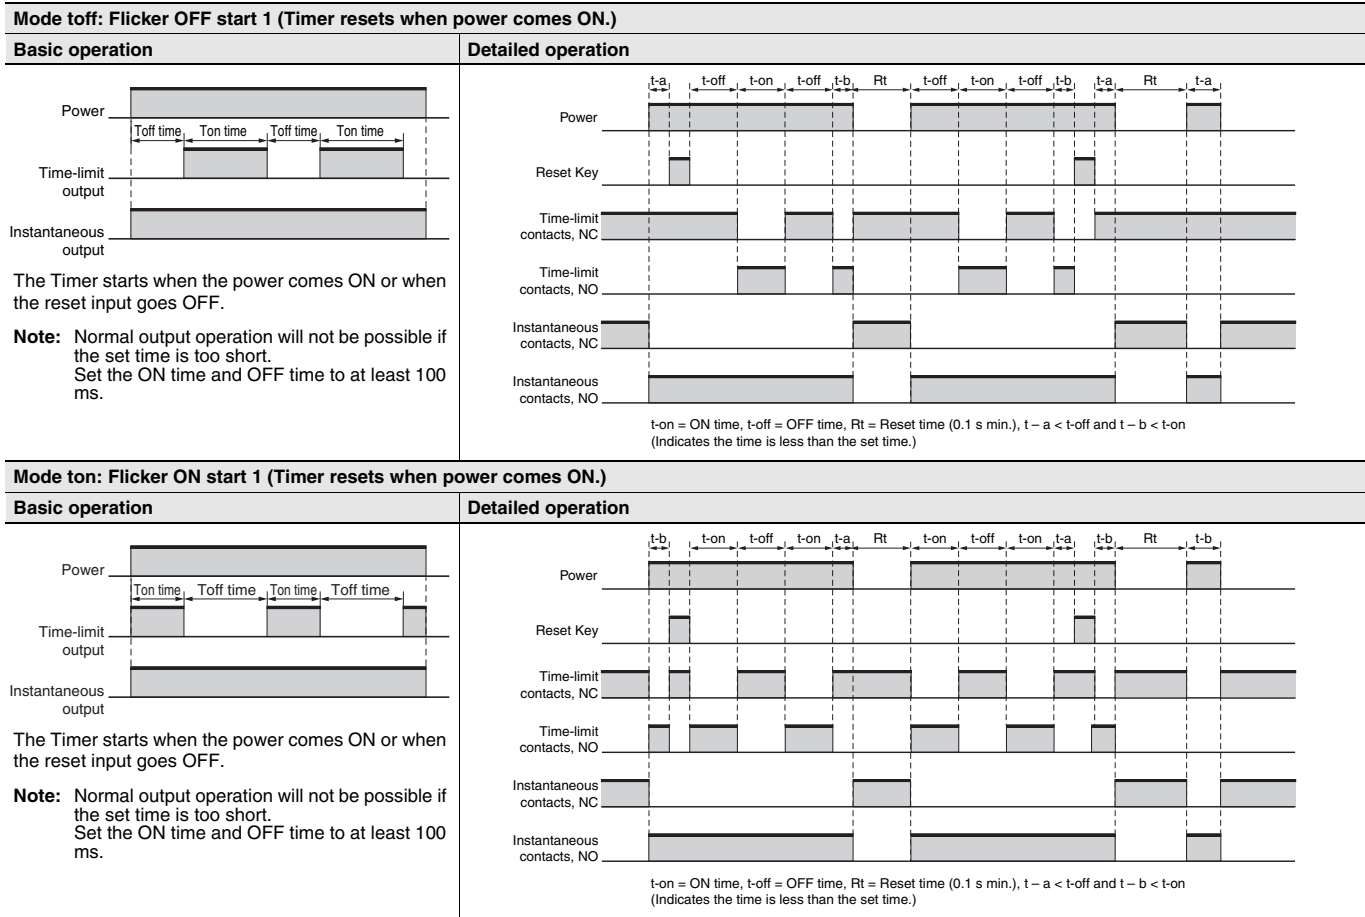 Mode toff: Flicker OFF start 1 (Timer resets when power comes ON.)
Basic operation
Detailed operation
Power
Toff time Ton time Toff time Ton time
Time-limit
output
Instantaneous
output
The Timer starts when the power comes ON or when
the reset input goes OFF.
Note: Normal output operation will not be possible if
the set time is too short.
Set the ON time and OFF time to at least 100
ms.
t-a t-off t-on t-off t-b Rt t-off t-on t-off t-b t-a Rt t-a
Power
Reset Key
Time-limit
contacts, NC
Time-limit
contacts, NO
Instantaneous
contacts, NC
Instantaneous
contacts, NO
t-on = ON time, t-off = OFF time, Rt = Reset time (0.1 s min.), t – a < t-off and t – b < t-on
(Indicates the time is less than the set time.)
Mode ton: Flicker ON start 1 (Timer resets when power comes ON.)
Basic operation
Detailed operation
Power
Ton time Toff time Ton time Toff time
Time-limit
output
Instantaneous
output
The Timer starts when the power comes ON or when
the reset input goes OFF.
Note: Normal output operation will not be possible if
the set time is too short.
Set the ON time and OFF time to at least 100
ms.
t-b t-on t-off t-on t-a Rt t-on t-off t-on t-a t-b Rt t-b
Power
Reset Key
Time-limit
contacts, NC
Time-limit
contacts, NO
Instantaneous
contacts, NC
Instantaneous
contacts, NO
t-on = ON time, t-off = OFF time, Rt = Reset time (0.1 s min.), t – a < t-off and t – b < t-on
(Indicates the time is less than the set time.)